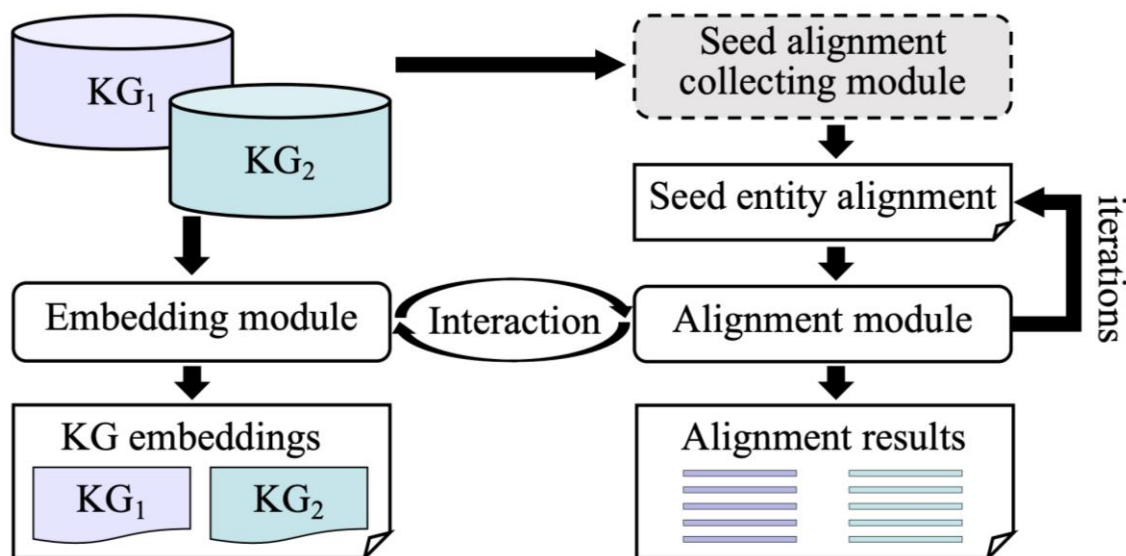 KG₁
KG₂
Seed alignment
collecting module
Seed entity alignment
iterations
Embedding module
Interaction
Alignment module
KG embeddings
KG₁
KG₂
Alignment results